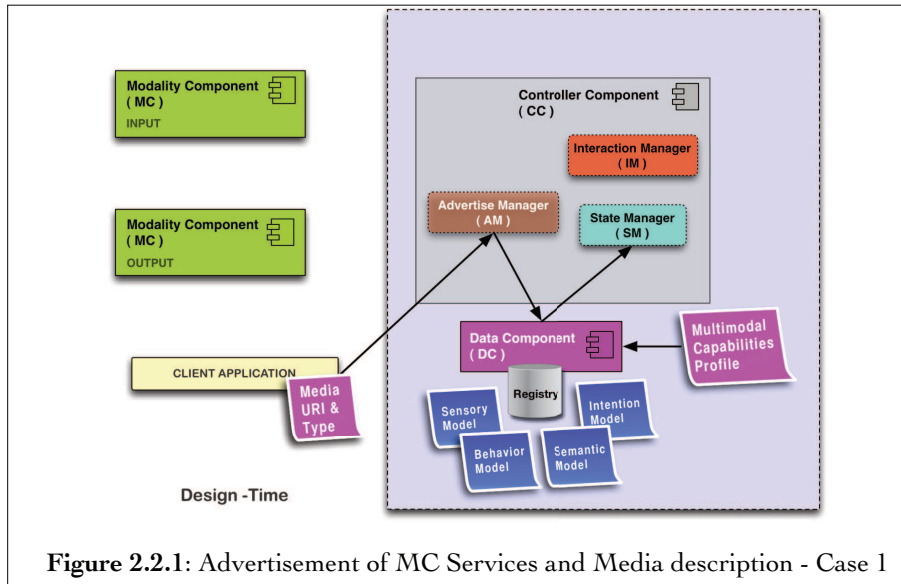 Modality Component
( MC )
INPUT
Controller Component
( CC )
Interaction Manager
( IM )
Modality Component
( MC )
OUTPUT
Advertise Manager
( AM )
State Manager
( SM )
Data Component
( DC )
Multimodal
Capabilities
Profile
CLIENT APPLICATION
Media
URI &
Type
Registry
Sensory
Model
Intention
Model
Behavior
Model
Semantic
Model
Design -Time
Figure 2.2.1: Advertisement of MC Services and Media description - Case 1